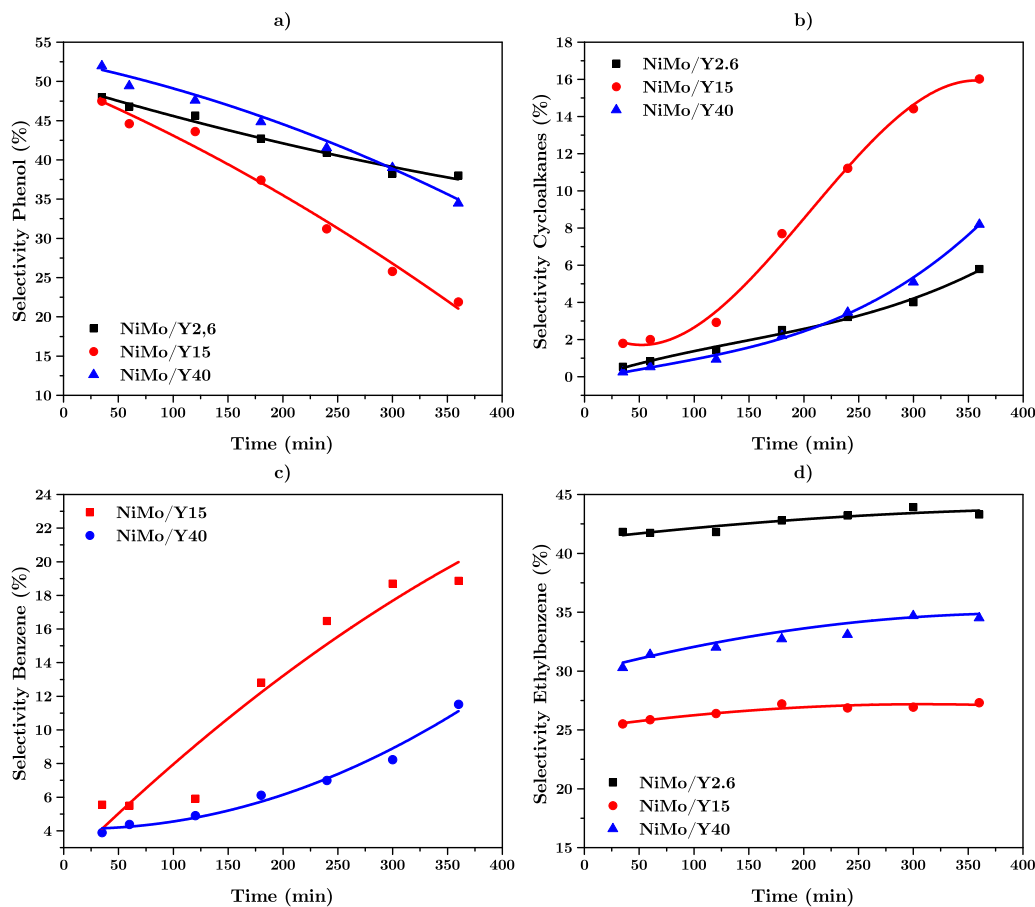 a)
Selectivity Phenol (%)
55
50
45
40
35
30
25
20
15
10
NiMo/Y2,6
NiMo/Y15
NiMo/Y40
0 50 100 150 200 250 300 350 400
Time (min)
b)
Selectivity Cycloalkanes (%)
18
16
14
12
10
8
6
4
2
0
NiMo/Y2.6
NiMo/Y15
NiMo/Y40
0 50 100 150 200 250 300 350 400
Time (min)
c)
Selectivity Benzene (%)
24
22
20
18
16
14
12
10
8
6
4
NiMo/Y15
NiMo/Y40
0 50 100 150 200 250 300 350 400
Time (min)
d)
Selectivity Ethylbenzene (%)
45
40
35
30
25
20
15
NiMo/Y2.6
NiMo/Y15
NiMo/Y40
0 50 100 150 200 250 300 350 400
Time (min)